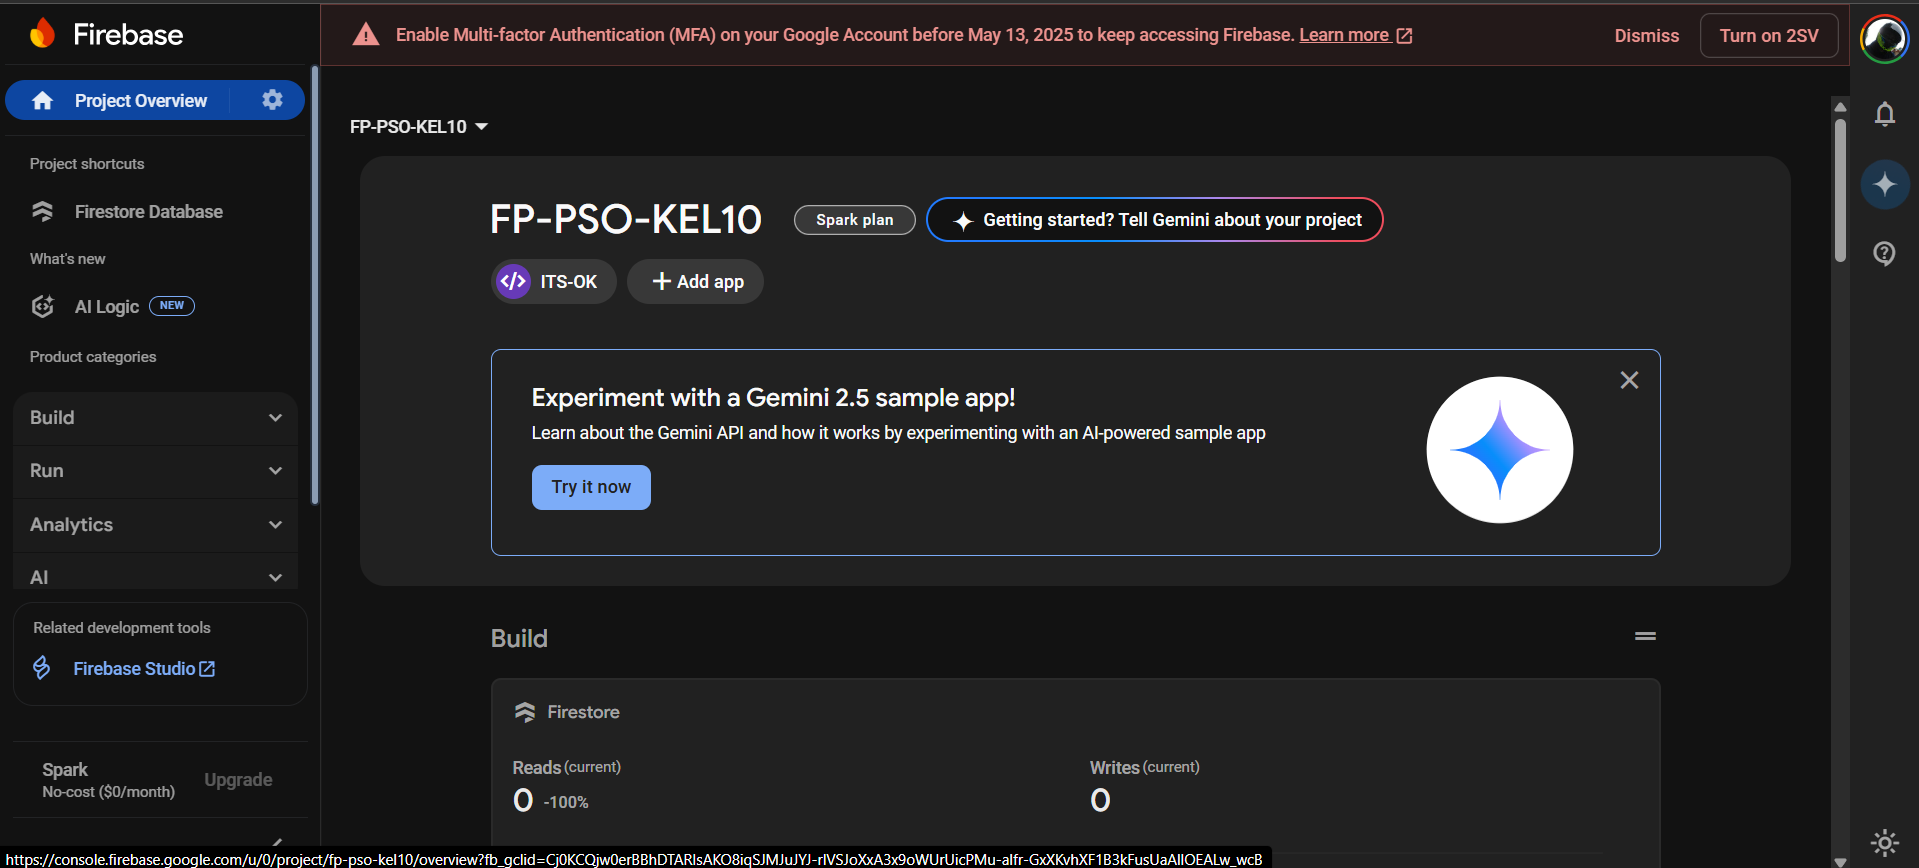 Firebase
Enable Multi-factor Authentication (MFA) on your Google Account before May 13, 2025 to keep accessing Firebase. Learn more
Dismiss
Turn on 2SV
Project Overview
Project shortcuts
Firestore Database
What's new
AI Logic NEW
Product categories
Build
Run
Analytics
AI
Related development tools
Firebase Studio
Spark
No-cost ($0/month)
Upgrade
FP-PSO-KEL10
FP-PSO-KEL10
Spark plan
Getting started? Tell Gemini about your project
ITS-OK
Add app
Experiment with a Gemini 2.5 sample app!
Learn about the Gemini API and how it works by experimenting with an AI-powered sample app
Try it now
Build
Firestore
Reads (current)
0 -100%
Writes (current)
0
https://console.firebase.google.com/u/0/project/fp-pso-kel10/overview?fb_gclid=Cj0KCQjw0erBBhDTARIsAKO8iqSJMJuJYJ-rIVSJoXxA3x9oWUrUicPMu-alfr-GxXKvhXF1B3kFusUaAlIOEALw_wcB